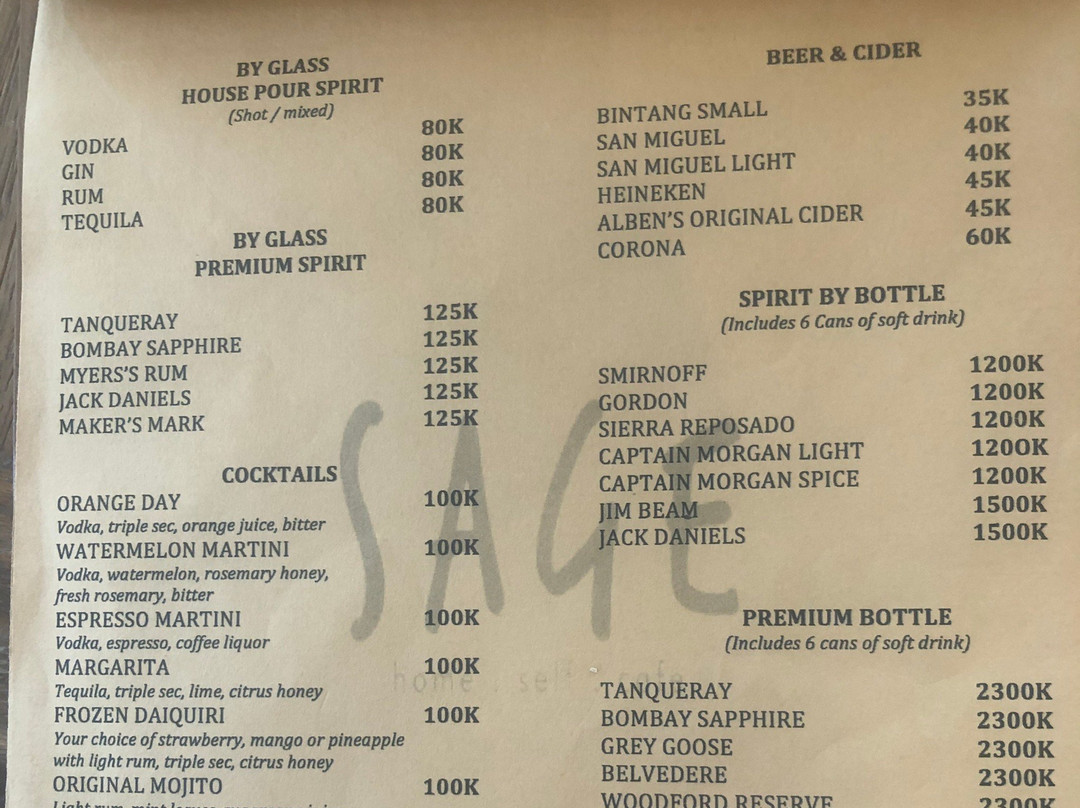 BY GLASS
HOUSE POUR SPIRIT
(Shot / mixed)
VODKA 80K
GIN 80K
RUM 80K
TEQUILA 80K
BY GLASS
PREMIUM SPIRIT
TANQUERAY 125K
BOMBAY SAPPHIRE 125K
MYERS'S RUM 125K
JACK DANIELS 125K
MAKER'S MARK 125K
COCKTAILS
ORANGE DAY 100K
Vodka, triple sec, orange juice, bitter
WATERMELON MARTINI 100K
Vodka, watermelon, rosemary honey,
fresh rosemary, bitter
ESPRESSO MARTINI 100K
Vodka, espresso, coffee liquor
MARGARITA 100K
Tequila, triple sec, lime, citrus honey
FROZEN DAIQUIRI 100K
Your choice of strawberry, mango or pineapple
with light rum, triple sec, citrus honey
ORIGINAL MOJITO 100K
BEER & CIDER
BINTANG SMALL 35K
SAN MIGUEL 40K
SAN MIGUEL LIGHT 40K
HEINEKEN 45K
ALBEN'S ORIGINAL CIDER 45K
CORONA 60K
SPIRIT BY BOTTLE
(Includes 6 Cans of soft drink)
SMIRNOFF 1200K
GORDON 1200K
SIERRA REPOSADO 1200K
CAPTAIN MORGAN LIGHT 120OK
CAPTAIN MORGAN SPICE 1200K
JIM BEAM 1500K
JACK DANIELS 1500K
PREMIUM BOTTLE
(Includes 6 cans of soft drink)
TANQUERAY 2300K
BOMBAY SAPPHIRE 2300K
GREY GOOSE 2300K
BELVEDERE 2300K
WOODFORD RESERVE 2300K
SAGE
home . . cafe